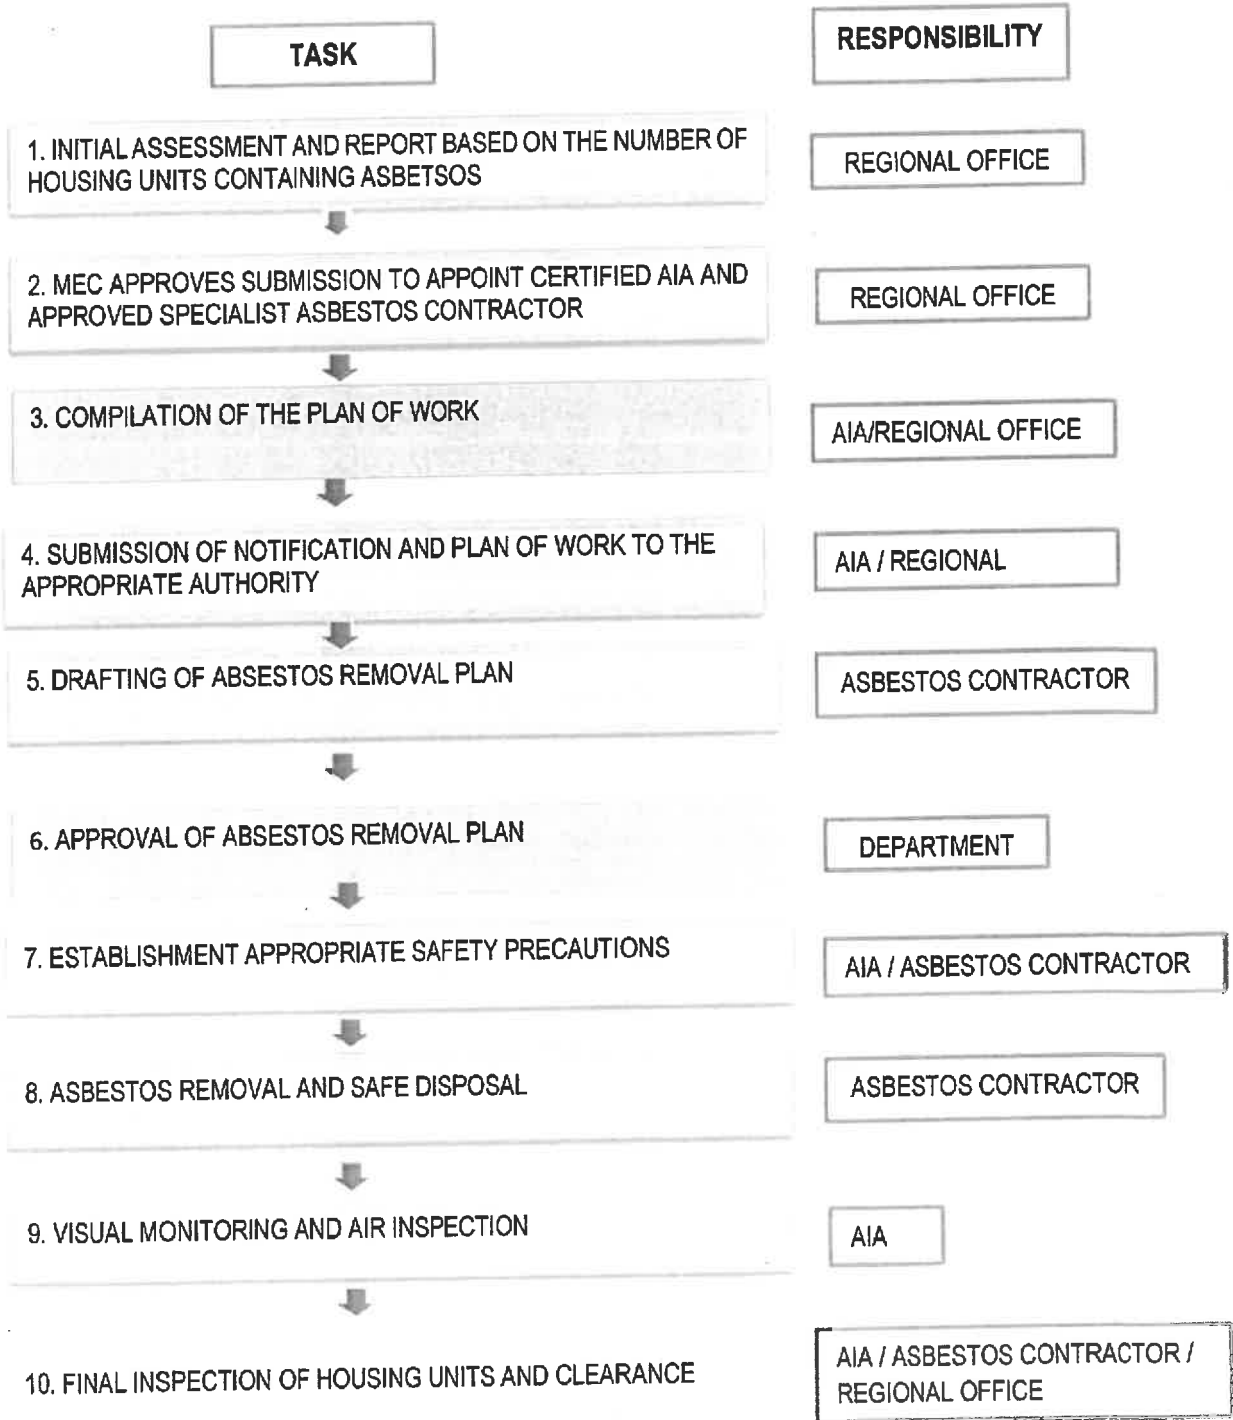 TASK
RESPONSIBILITY
1. INITIAL ASSESSMENT AND REPORT BASED ON THE NUMBER OF
HOUSING UNITS CONTAINING ASBETSOS
REGIONAL OFFICE
2. MEC APPROVES SUBMISSION TO APPOINT CERTIFIED AIA AND
APPROVED SPECIALIST ASBESTOS CONTRACTOR
REGIONAL OFFICE
3. COMPILATION OF THE PLAN OF WORK
AIA/REGIONAL OFFICE
4. SUBMISSION OF NOTIFICATION AND PLAN OF WORK TO THE
APPROPRIATE AUTHORITY
AIA / REGIONAL
5. DRAFTING OF ABSESTOS REMOVAL PLAN
ASBESTOS CONTRACTOR
6. APPROVAL OF ABSESTOS REMOVAL PLAN
DEPARTMENT
7. ESTABLISHMENT APPROPRIATE SAFETY PRECAUTIONS
AIA / ASBESTOS CONTRACTOR
8. ASBESTOS REMOVAL AND SAFE DISPOSAL
ASBESTOS CONTRACTOR
9. VISUAL MONITORING AND AIR INSPECTION
AIA
10. FINAL INSPECTION OF HOUSING UNITS AND CLEARANCE
AIA / ASBESTOS CONTRACTOR /
REGIONAL OFFICE